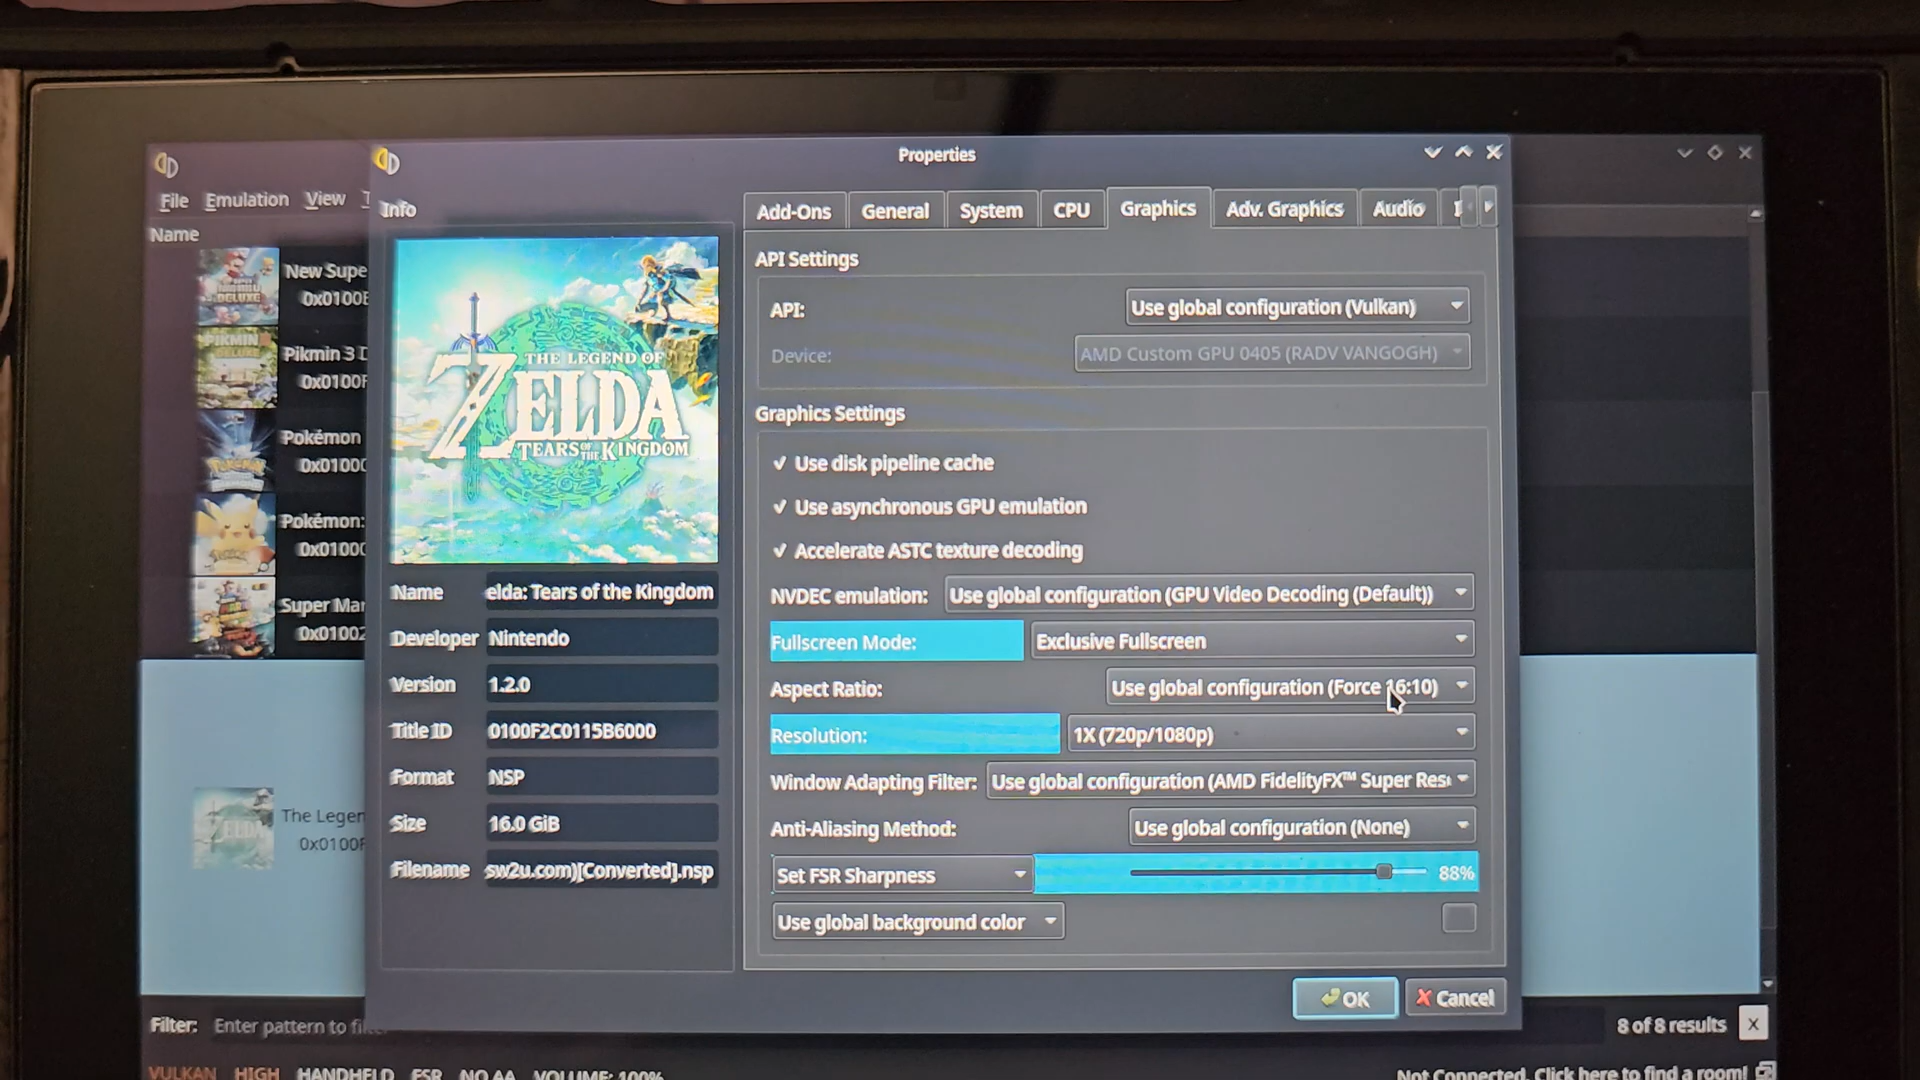 Properties
File Emulation View
Name
New Supe
0x0100E
Pikmin 3 D
0x0100F
Pokémon
0x0100
Pokémon:
0x0100
Super Mar
0x01002
The Legen
0x0100F
Info
THE LEGEND OF
ZELDA
TEARS OF THE KINGDOM
Name elda: Tears of the Kingdom
Developer Nintendo
Version 1.2.0
Title ID 0100F2C0115B6000
Format NSP
Size 16.0 GiB
Filename sw2u.com)[Converted].nsp
Add-Ons General System CPU Graphics Adv. Graphics Audio
API Settings
API: Use global configuration (Vulkan)
Device: AMD Custom GPU 0405 (RADV VANGOGH)
Graphics Settings
Use disk pipeline cache
Use asynchronous GPU emulation
Accelerate ASTC texture decoding
NVDEC emulation: Use global configuration (GPU Video Decoding (Default))
Fullscreen Mode: Exclusive Fullscreen
Aspect Ratio: Use global configuration (Force 16:10)
Resolution: 1X (720p/1080p)
Window Adapting Filter: Use global configuration (AMD FidelityFX™ Super Res
Anti-Aliasing Method: Use global configuration (None)
Set FSR Sharpness 88%
Use global background color
OK Cancel
Filter: Enter pattern to fil
8 of 8 results X
VULKAN HIGH HANDHELD FSR NO AA VOLUME: 100%
Not Connected. Click here to find a room!